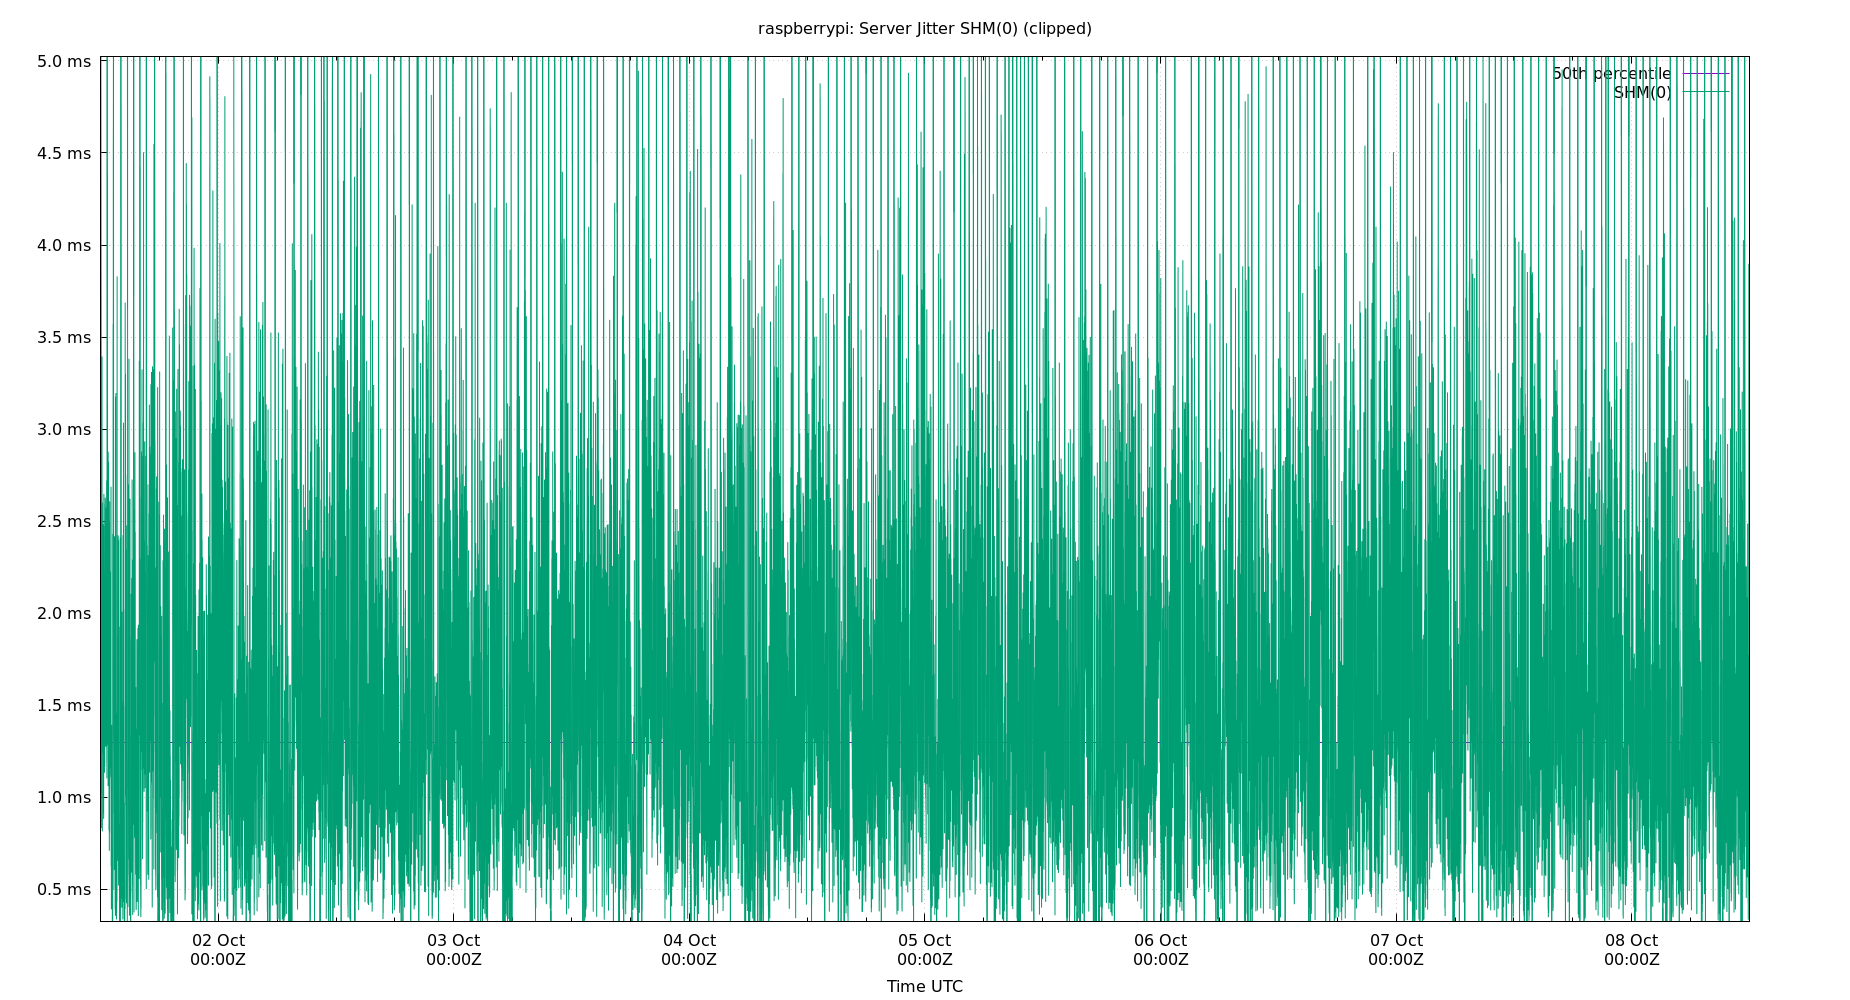 raspberrypi: Server Jitter SHM(0) (clipped)
5.0 ms
50th percentile
SHM(0)
4.5 ms
4.0 ms
3.5 ms
3.0 ms
2.5 ms
2.0 ms
1.5 ms
1.0 ms
0.5 ms
02 Oct 03 Oct 04 Oct 05 Oct 06 Oct 07 Oct 08 Oct
00:00Z 00:00Z 00:00Z 00:00Z 00:00Z 00:00Z 00:00Z
Time UTC